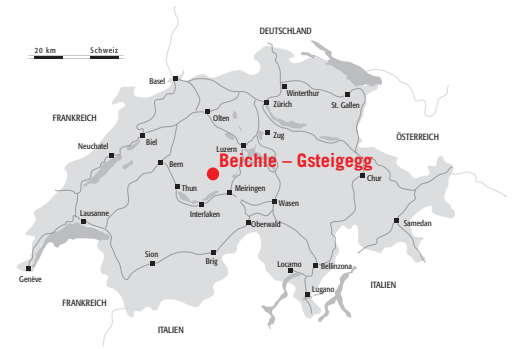 DEUTSCHLAND
20 km Schweiz
Basel
Winterthur
Zürich
St. Gallen
FRANKREICH
Olten
Zug
ÖSTERREICH
Biel
Luzern
Neuchatel
Beichle – Gsteigegg
Bern
Chur
Thun
Meiringen
Wasen
Interlaken
Lausanne
Oberwald
Samedan
Sion
Brig
Locarno
Bellinzona
Genève
Lugano
ITALIEN
FRANKREICH
ITALIEN